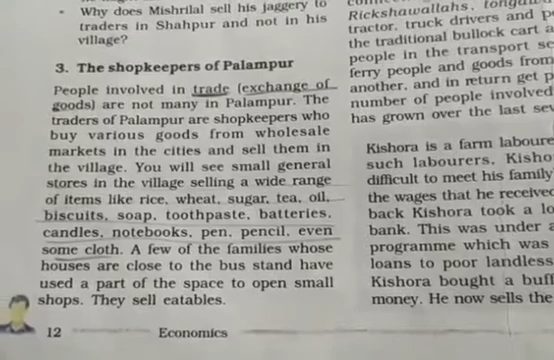 - Why does Mishrilal sell his jaggery to
traders in Shahpur and not in his
village?
3. The shopkeepers of Palampur
People involved in trade (exchange of
goods) are not many in Palampur. The
traders of Palampur are shopkeepers who
buy various goods from wholesale
markets in the cities and sell them in
the village. You will see small general
stores in the village selling a wide range
of items like rice, wheat, sugar, tea, oil,
biscuits, soap, toothpaste, batteries,
candles, notebooks, pen, pencil, even
some cloth. A few of the families whose
houses are close to the bus stand have
used a part of the space to open small
shops. They sell eatables.
12 Economics
Rickshawallahs,
tractor, truck drivers and
the traditional bullock cart
people in the transport
ferry people and goods from
another, and in return get
number of people involved
has grown over the last
Kishora is a farm
such labourers,
difficult to meet his family
the wages that he
back Kishora took a
bank. This was under
programme which was
loans to poor landless
Kishora bought a
money. He now sells the